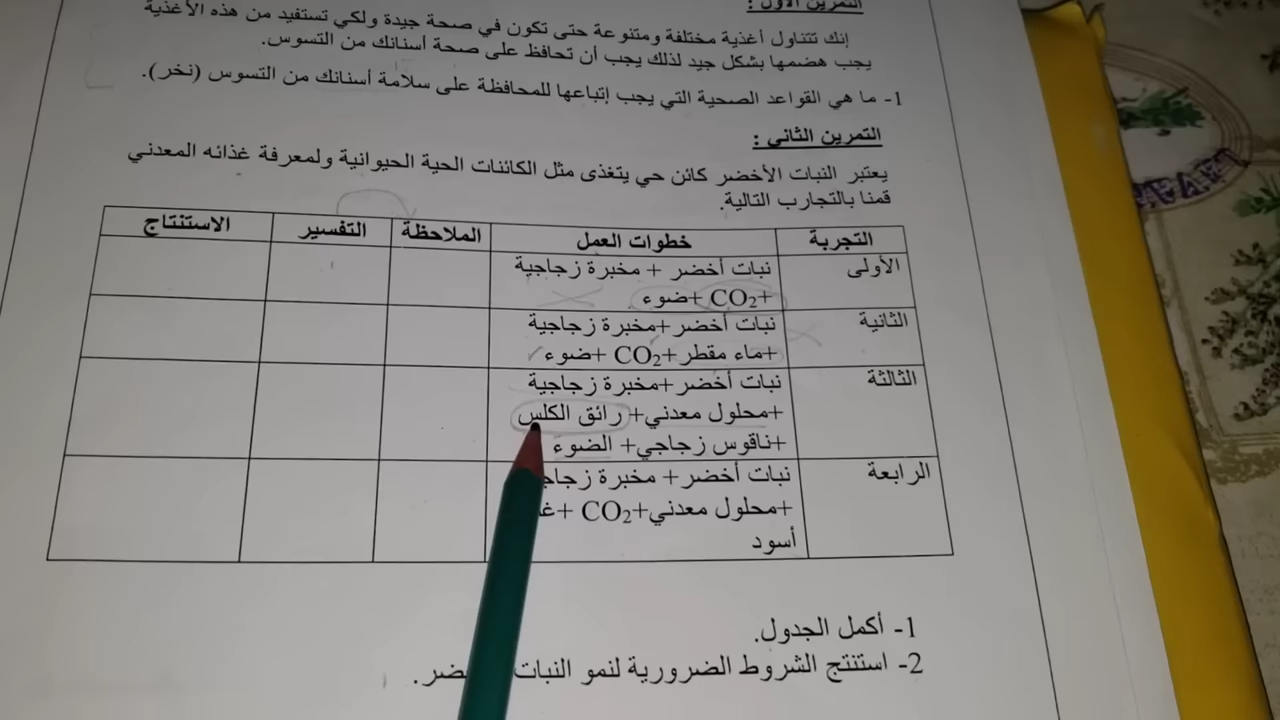 التمرين الأول :
إنك تتناول أغذية مختلفة ومتنوعة حتى تكون في صحة جيدة ولكي تستفيد من هذه الأغذية
يجب هضمها بشكل جيد لذلك يجب أن تحافظ على صحة أسنانك من التسوس.
1- ما هي القواعد الصحية التي يجب إتباعها للمحافظة على سلامة أسنانك من التسوس (نخر).
التمرين الثاني :
يعتبر النبات الأخضر كائن حي يتغذى مثل الكائنات الحية الحيوانية ولمعرفة غذائه المعدني
قمنا بالتجارب التالية.
التجربة خطوات العمل الملاحظة التفسير الاستنتاج
الأولى نبات أخضر + مخبرة زجاجية
+CO2 +ضوء
الثانية نبات أخضر +مخبرة زجاجية
+ماء مقطر+CO2 +ضوء
الثالثة نبات أخضر +مخبرة زجاجية
+محلول معدني+ رائق الكلس
+ناقوس زجاجي+ الضوء
الرابعة نبات أخضر+ مخبرة
+محلول معدني+CO2 +
أسود
1- أكمل الجدول.
2- استنتج الشروط الضرورية لنمو النبات